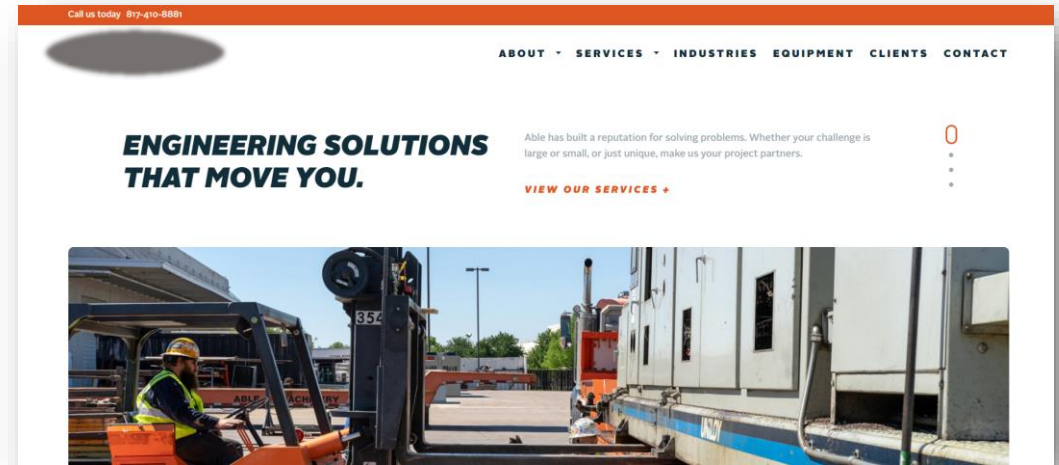 Call us today 817-410-8881
ABOUT SERVICES INDUSTRIES EQUIPMENT CLIENTS CONTACT
ENGINEERING SOLUTIONS
THAT MOVE YOU.
Able has built a reputation for solving problems. Whether your challenge is
large or small, or just unique, make us your project partners.
VIEW OUR SERVICES +
354
ABLE